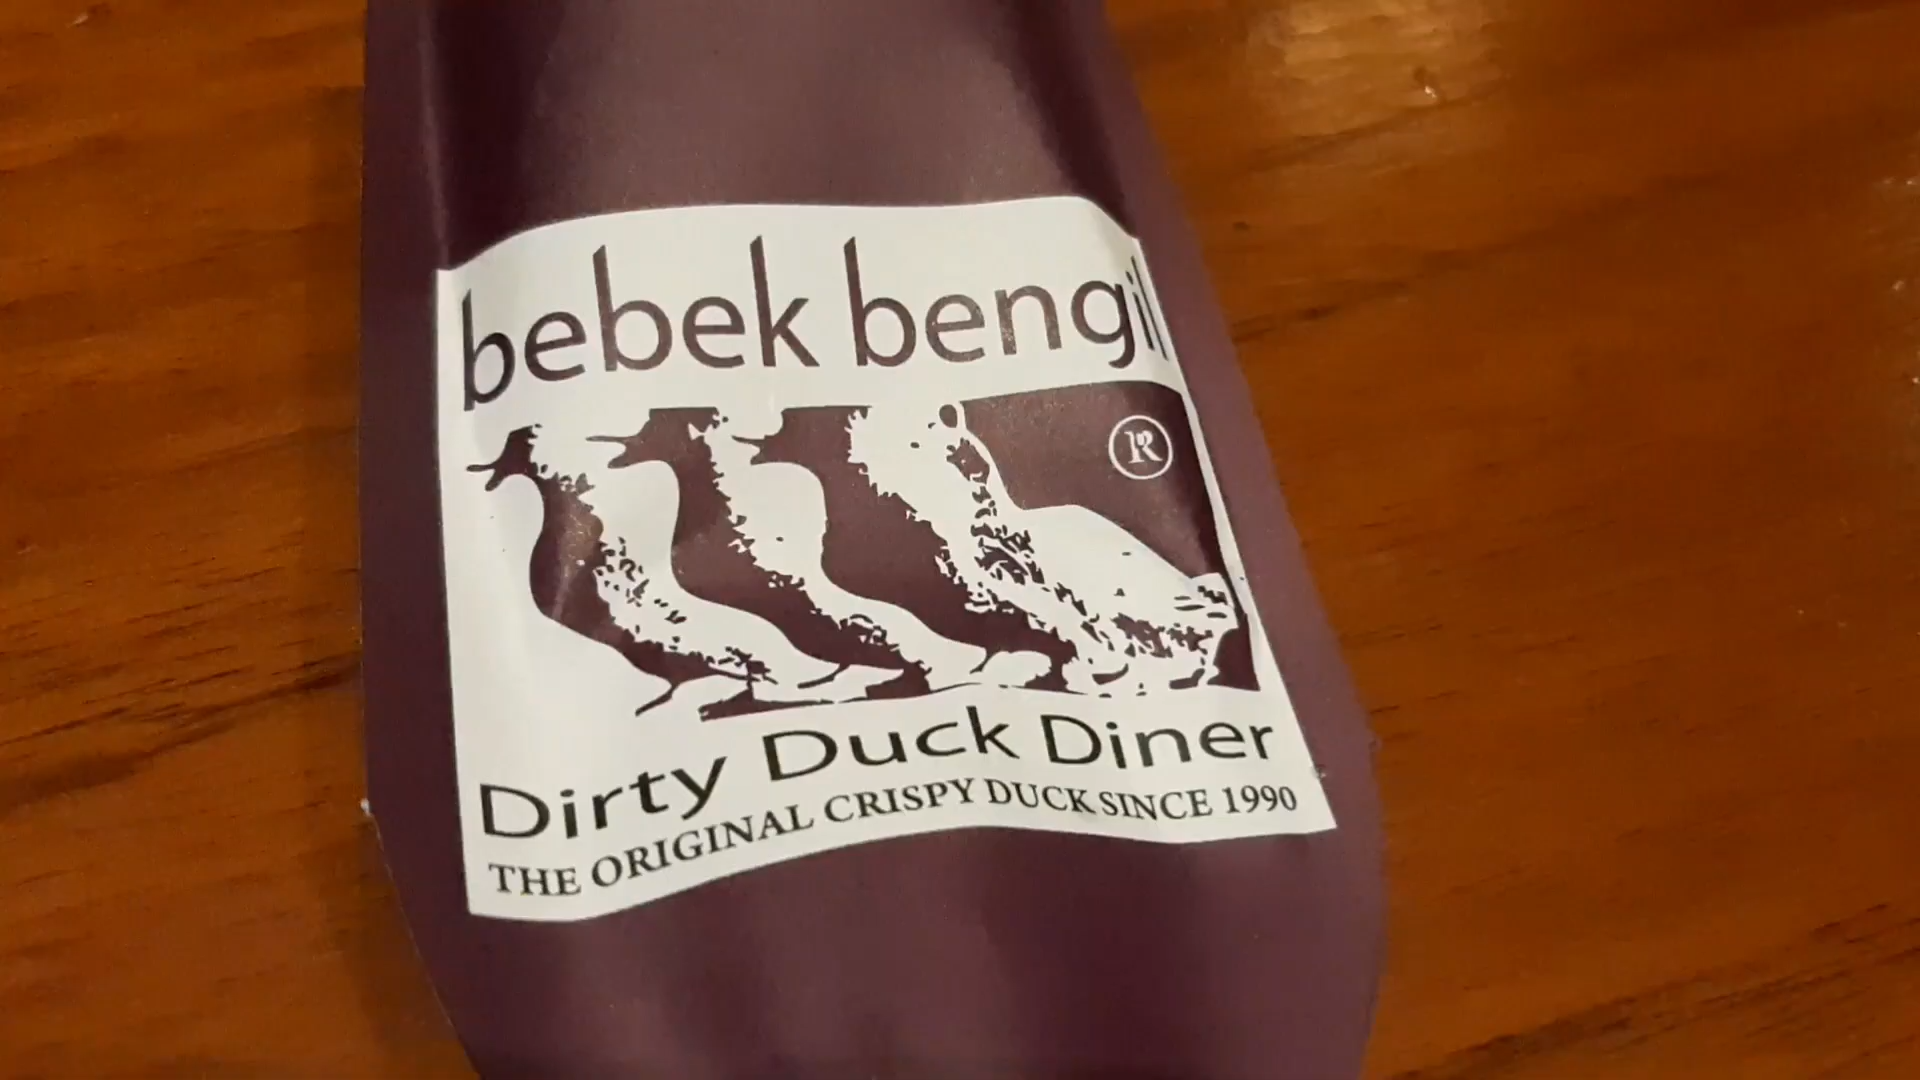 bebek bengil
®
Dirty Duck Diner
THE ORIGINAL CRISPY DUCK SINCE 1990